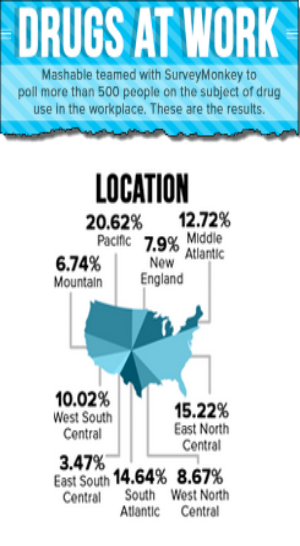 DRUGS AT WORK
Mashable teamed with SurveyMonkey to
poll more than 500 people on the subject of drug
use in the workplace. These are the results.
LOCATION
20.62%
Pacific
12.72%
Middle
Atlantic
7.9%
New
England
6.74%
Mountain
10.02%
West South
Central
15.22%
East North
Central
3.47%
East South
Central
14.64%
South
Atlantic
8.67%
West North
Central